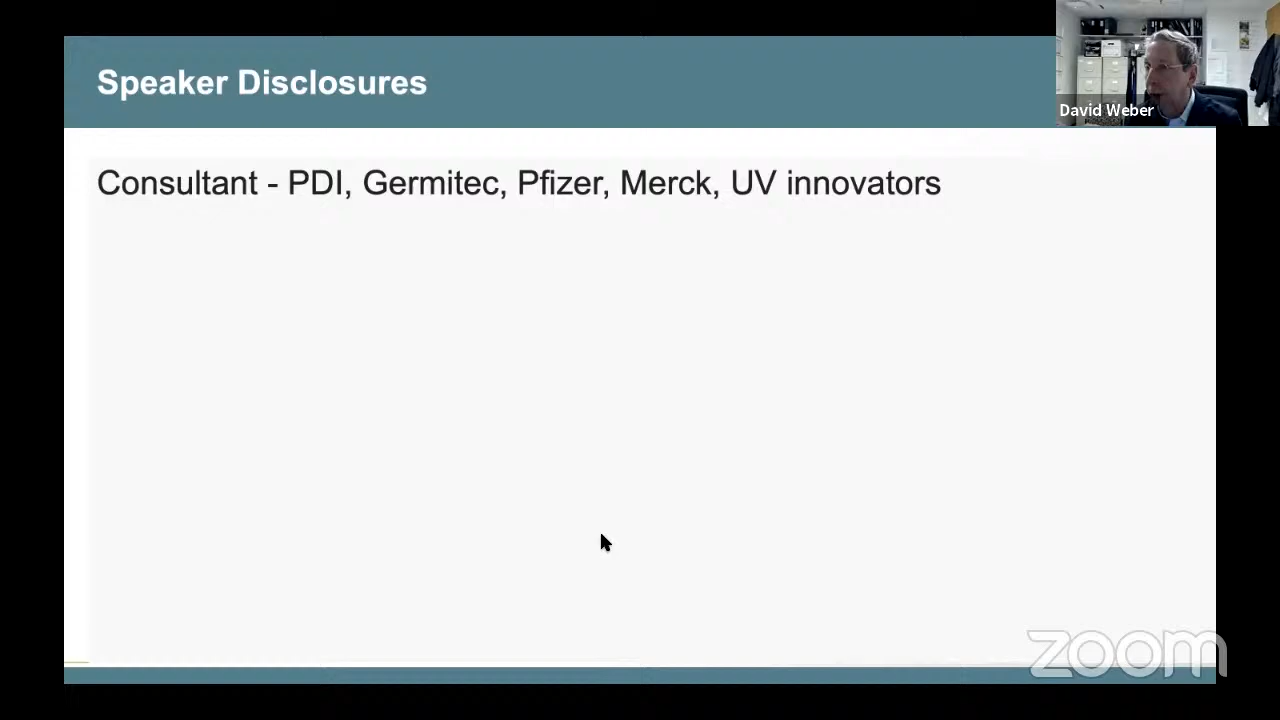 Speaker Disclosures
David Weber
Consultant - PDI, Germitec, Pfizer, Merck, UV innovators
zoom